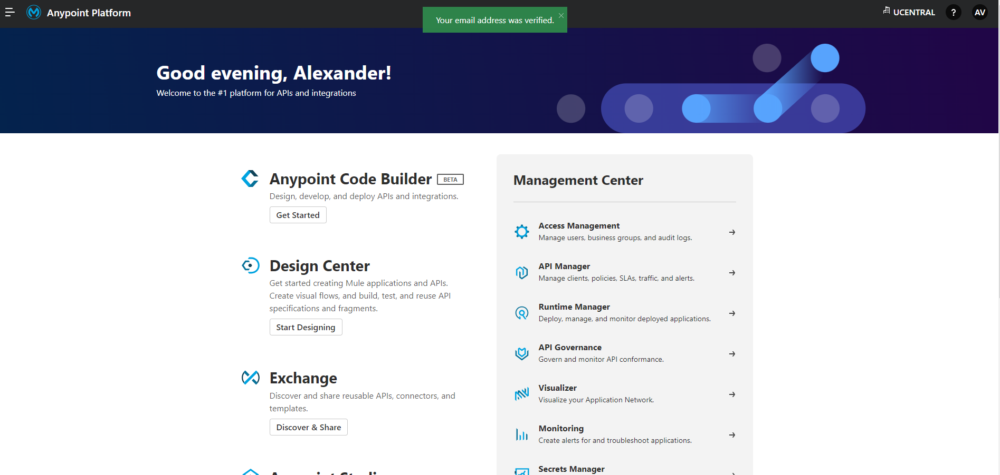 Anypoint Platform
Your email address was verified.
UCENTRAL
?
AV
Good evening, Alexander!
Welcome to the #1 platform for APIs and integrations
Anypoint Code Builder BETA
Design, develop, and deploy APIs and integrations.
Get Started
Design Center
Get started creating Mule applications and APIs.
Create visual flows, and build, test, and reuse API
specifications and fragments.
Start Designing
Exchange
Discover and share reusable APIs, connectors, and
templates.
Discover & Share
Management Center
Access Management
Manage users, business groups, and audit logs.
API Manager
Manage clients, policies, SLAs, traffic, and alerts.
Runtime Manager
Deploy, manage, and monitor deployed applications.
API Governance
Govern and monitor API conformance.
Visualizer
Visualize your Application Network.
Monitoring
Create alerts for and troubleshoot applications.
Secrets Manager